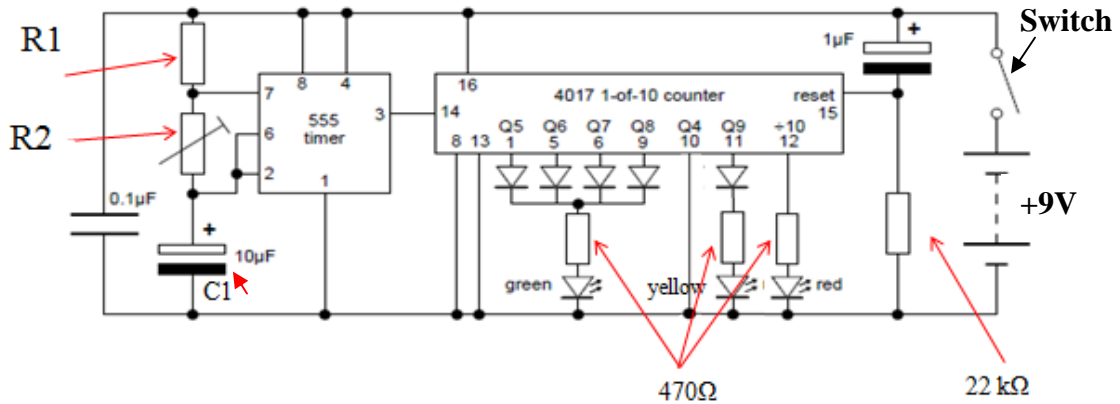 Switch
R1
1µF
+
8
4
16
7
4017 1-of-10 counter
reset
555
timer
3
14
15
R2
6
Q5
Q6
Q7
Q8
Q4
Q9
÷10
8
13
1
5
6
9
10
11
12
2
1
0.1µF
+9V
+
10µF
C1
green
yellow
red
470Ω
22 kΩ